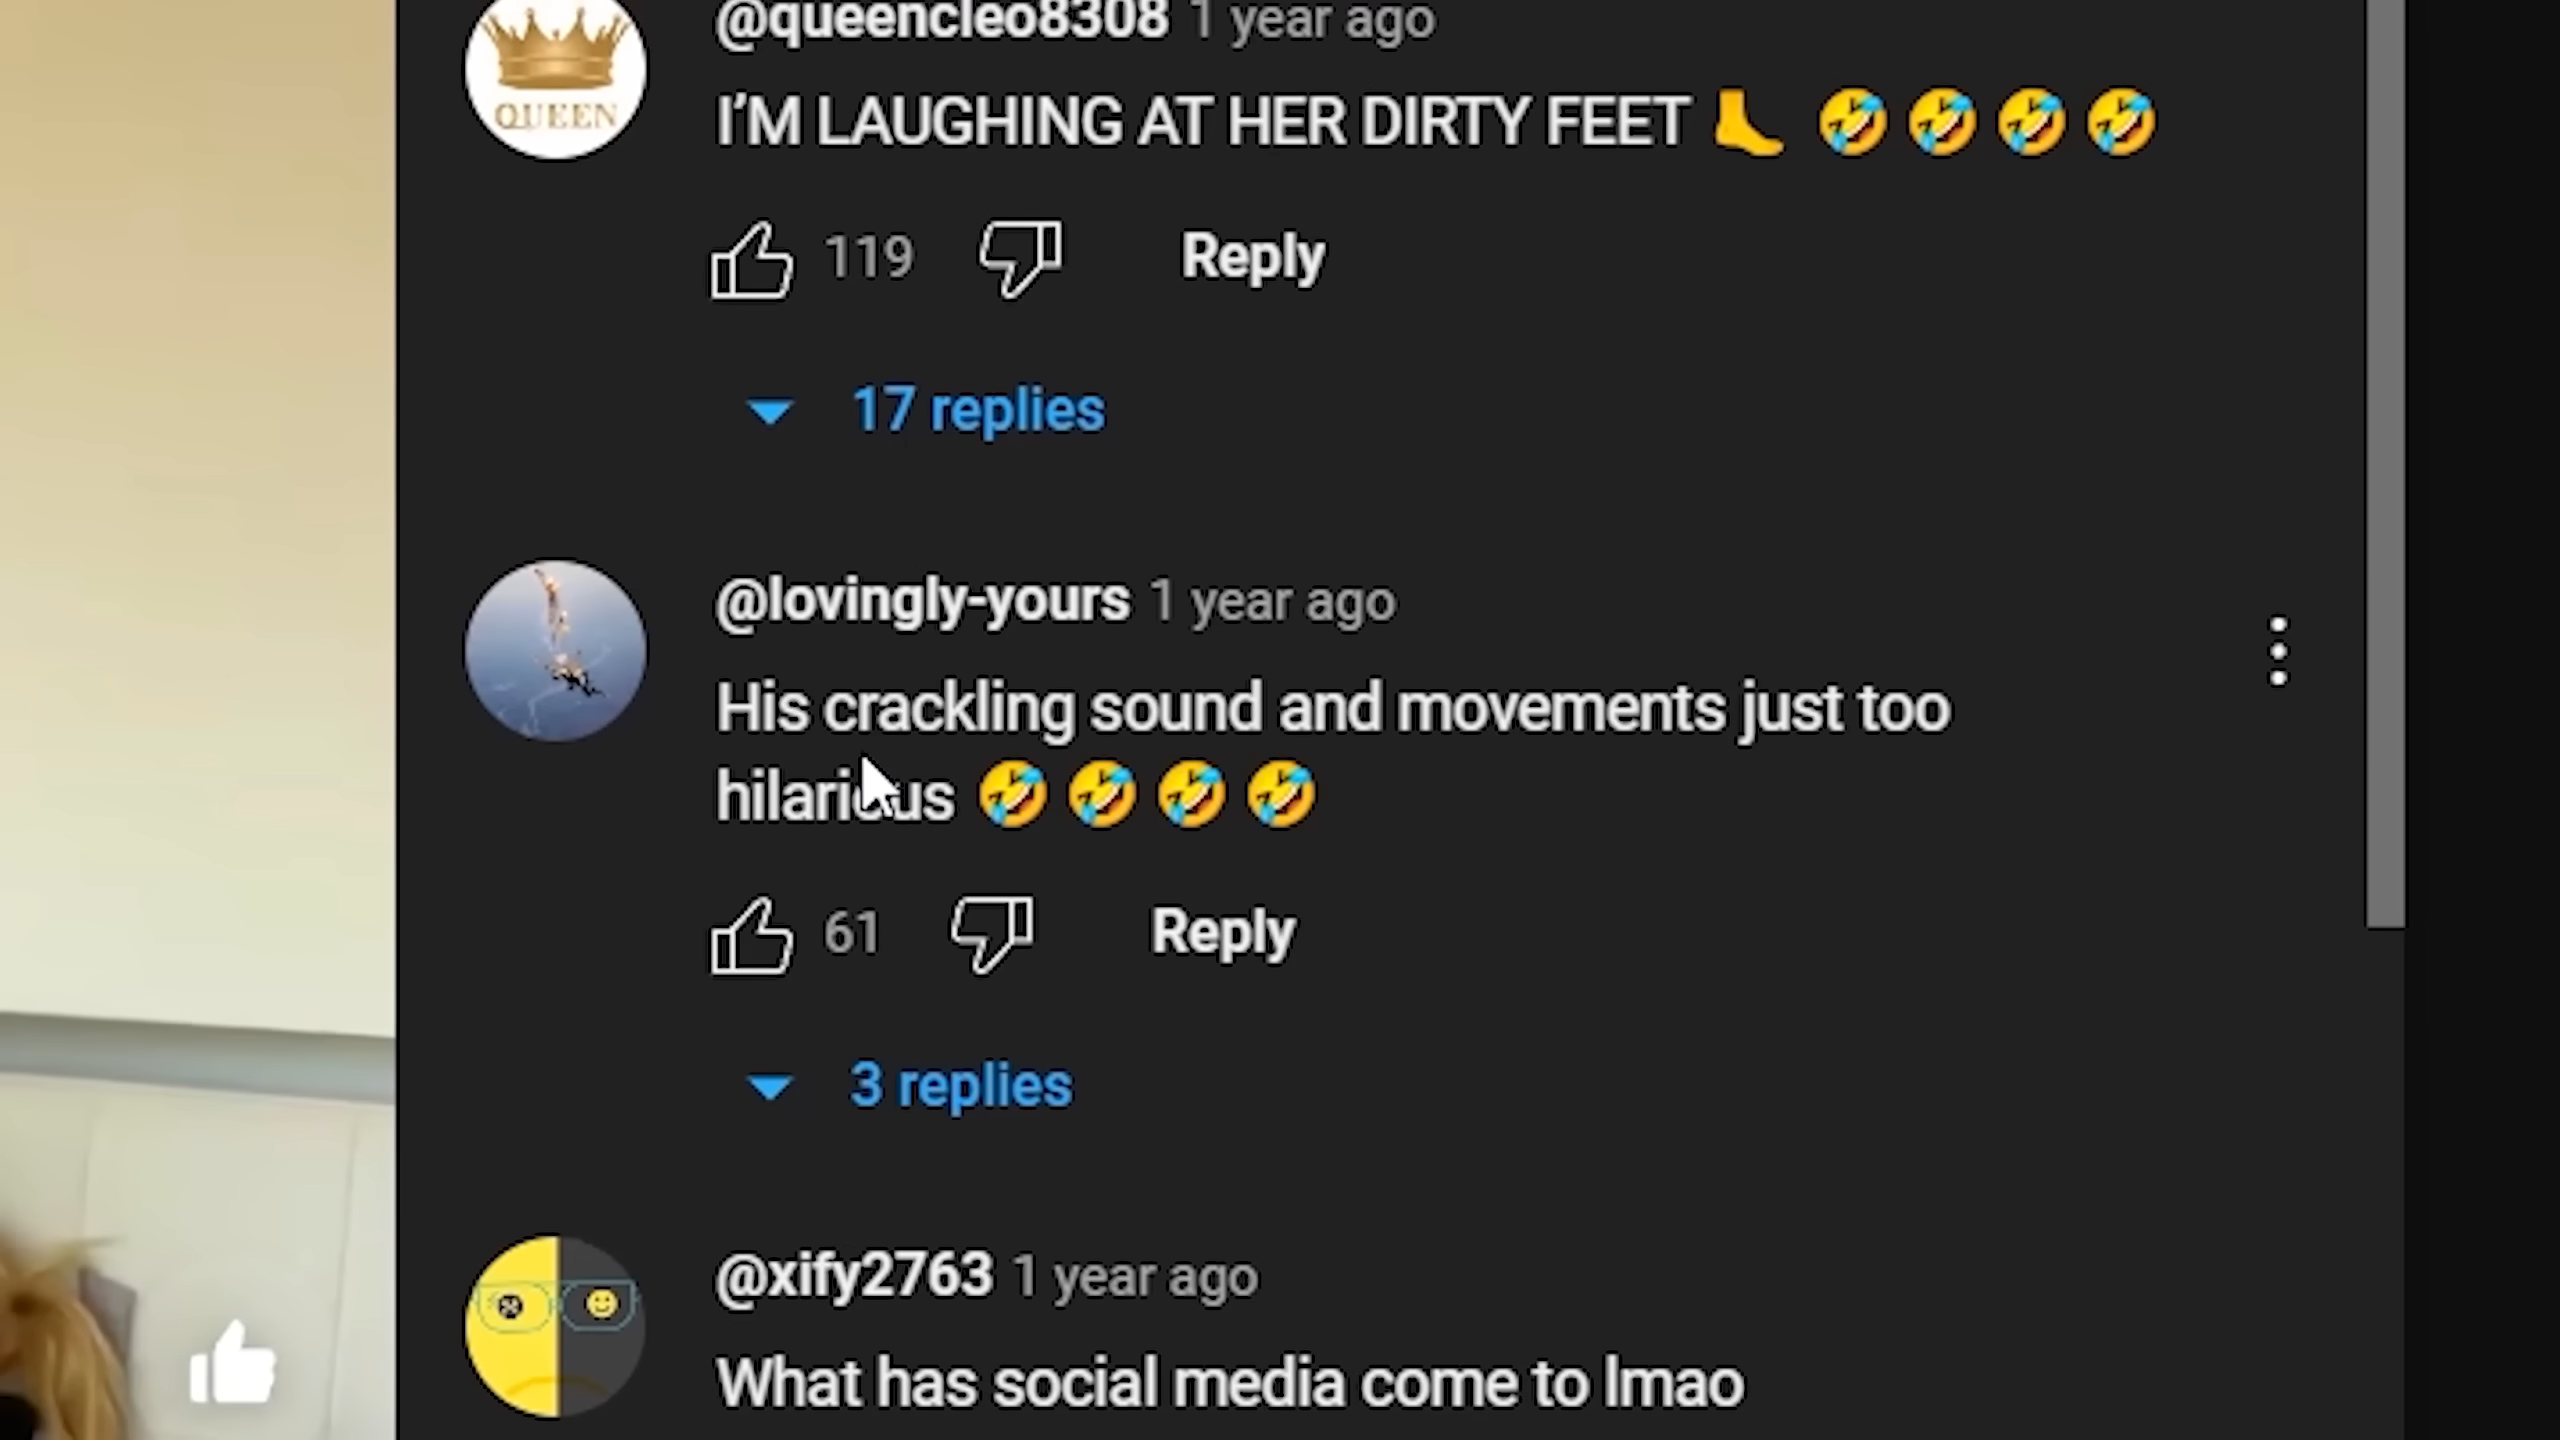 @queencleo8308 1 year ago
QUEEN
I'M LAUGHING AT HER DIRTY FEET 🦶 🤣🤣🤣🤣
119 Reply
17 replies
@lovingly-yours 1 year ago
His crackling sound and movements just too
hilarious 🤣🤣🤣🤣
61 Reply
3 replies
@xify2763 1 year ago
What has social media come to lmao